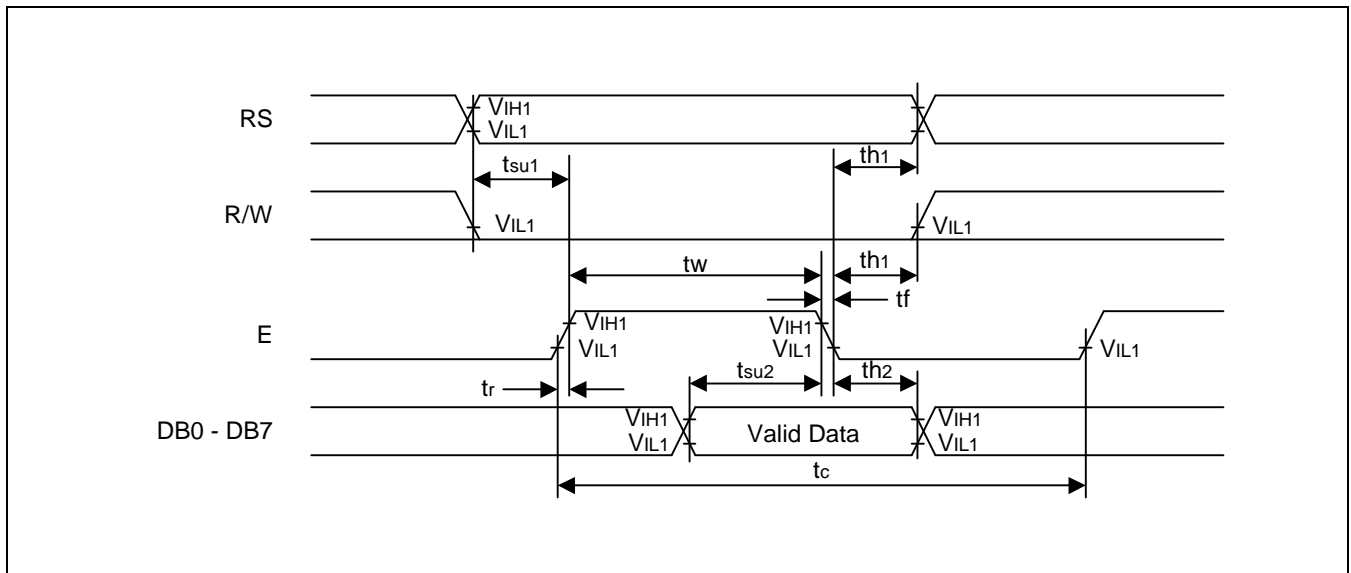 RS
VIH1
VIL1
tsu1
th1
R/W
VIL1
VIL1
tw
th1
tf
E
VIH1
VIL1
VIH1
VIL1
VIL1
tr
tsu2
th2
DB0 - DB7
VIH1
VIL1
Valid Data
VIH1
VIL1
tc